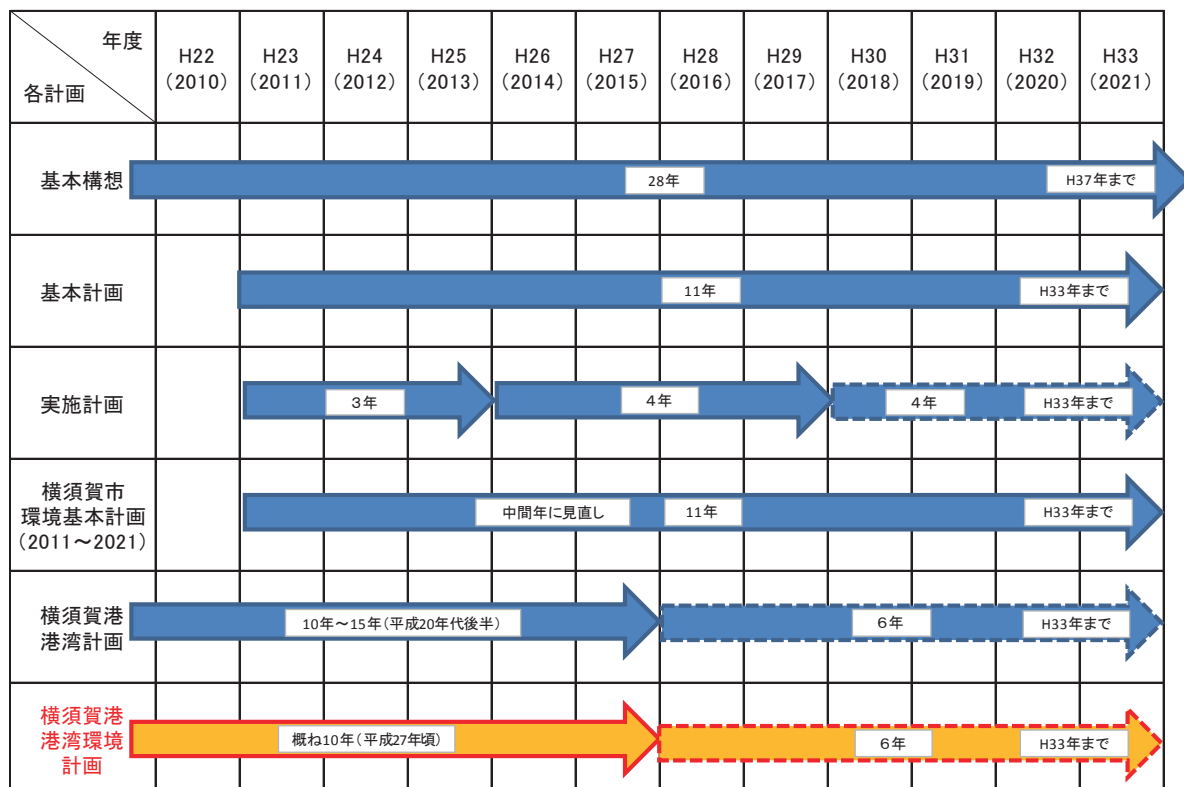 年度
各計画
H22
（2010）
H23
（2011）
H24
（2012）
H25
（2013）
H26
（2014）
H27
（2015）
H28
（2016）
H29
（2017）
H30
（2018）
H31
（2019）
H32
（2020）
H33
（2021）
基本構想
28年
H37年まで
基本計画
11年
H33年まで
実施計画
３年
４年
４年
H33年まで
横須賀市
環境基本計画
（2011～2021）
中間年に見直し
11年
H33年まで
横須賀港
港湾計画
10年～15年（平成20年代後半）
６年
H33年まで
横須賀港
港湾環境
計画
概ね10年（平成27年頃）
６年
H33年まで